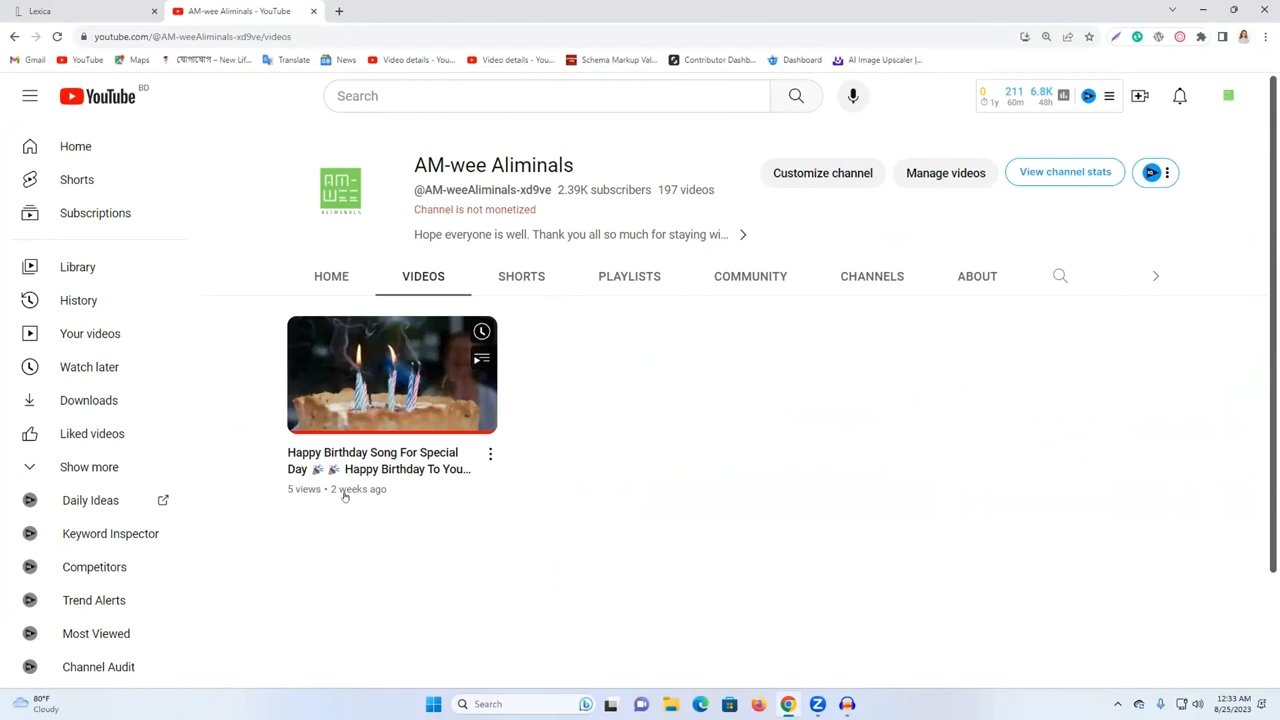 Lexica
AM-wee Aliminals - YouTube
youtube.com/@AM-weeAliminals-xd9ve/videos
Gmail
YouTube
Maps
যোগাযোগ — New Lif...
Translate
News
Video details - You...
Video details - You...
Schema Markup Val...
Contributor Dashb...
Dashboard
AI Image Upscaler |...
YouTube BD
Search
0 211 6.8K
1y 60m 48h
Home
Shorts
Subscriptions
Library
History
Your videos
Watch later
Downloads
Liked videos
Show more
Daily Ideas
Keyword Inspector
Competitors
Trend Alerts
Most Viewed
Channel Audit
AM-
WEE
ALIMINALS
AM-wee Aliminals
@AM-weeAliminals-xd9ve 2.39K subscribers 197 videos
Channel is not monetized
Hope everyone is well. Thank you all so much for staying wi...
Customize channel
Manage videos
View channel stats
HOME
VIDEOS
SHORTS
PLAYLISTS
COMMUNITY
CHANNELS
ABOUT
Happy Birthday Song For Special
Day 🎉 🎉 Happy Birthday To You...
5 views • 2 weeks ago
80°F
Cloudy
Search
12:33 AM
8/25/2023